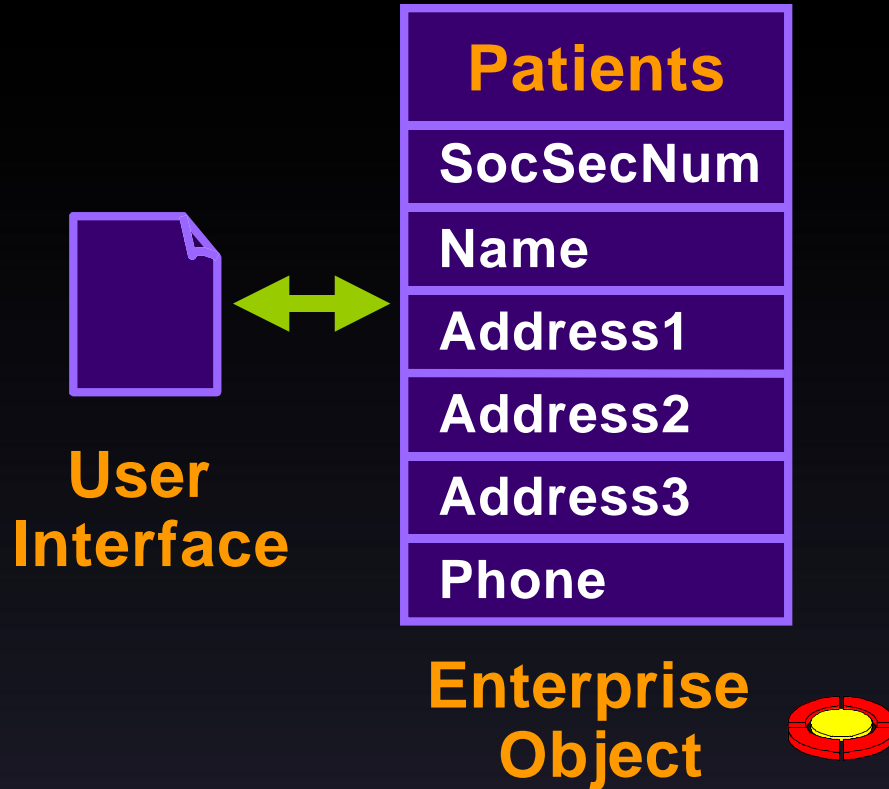 Patients
SocSecNum
Name
Address1
Address2
Address3
Phone
User
Interface
Enterprise
Object